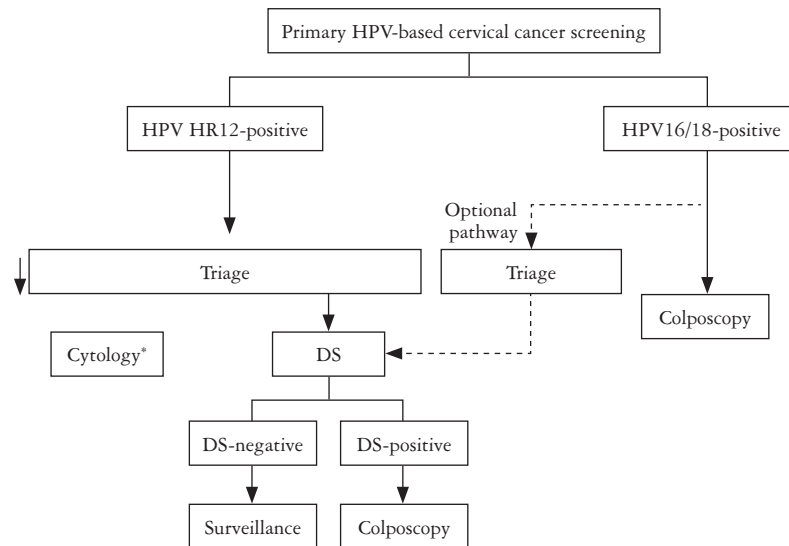 Primary HPV-based cervical cancer screening
HPV HR12-positive
HPV16/18-positive
Optional
pathway
Triage
Triage
Colposcopy
Cytology*
DS
DS-negative
DS-positive
Surveillance
Colposcopy